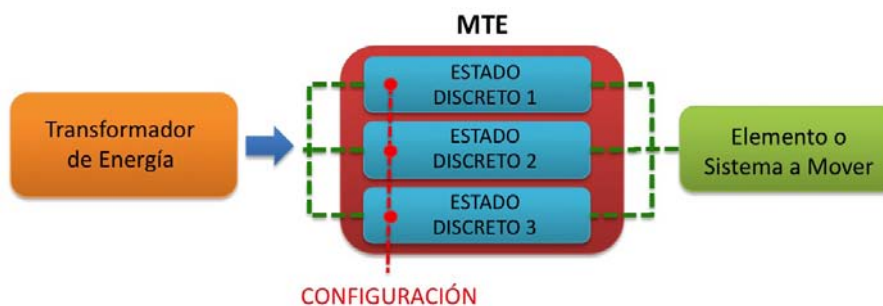 MTE
Transformador
de Energía
ESTADO
DISCRETO 1
ESTADO
DISCRETO 2
ESTADO
DISCRETO 3
Elemento o
Sistema a Mover
CONFIGURACIÓN